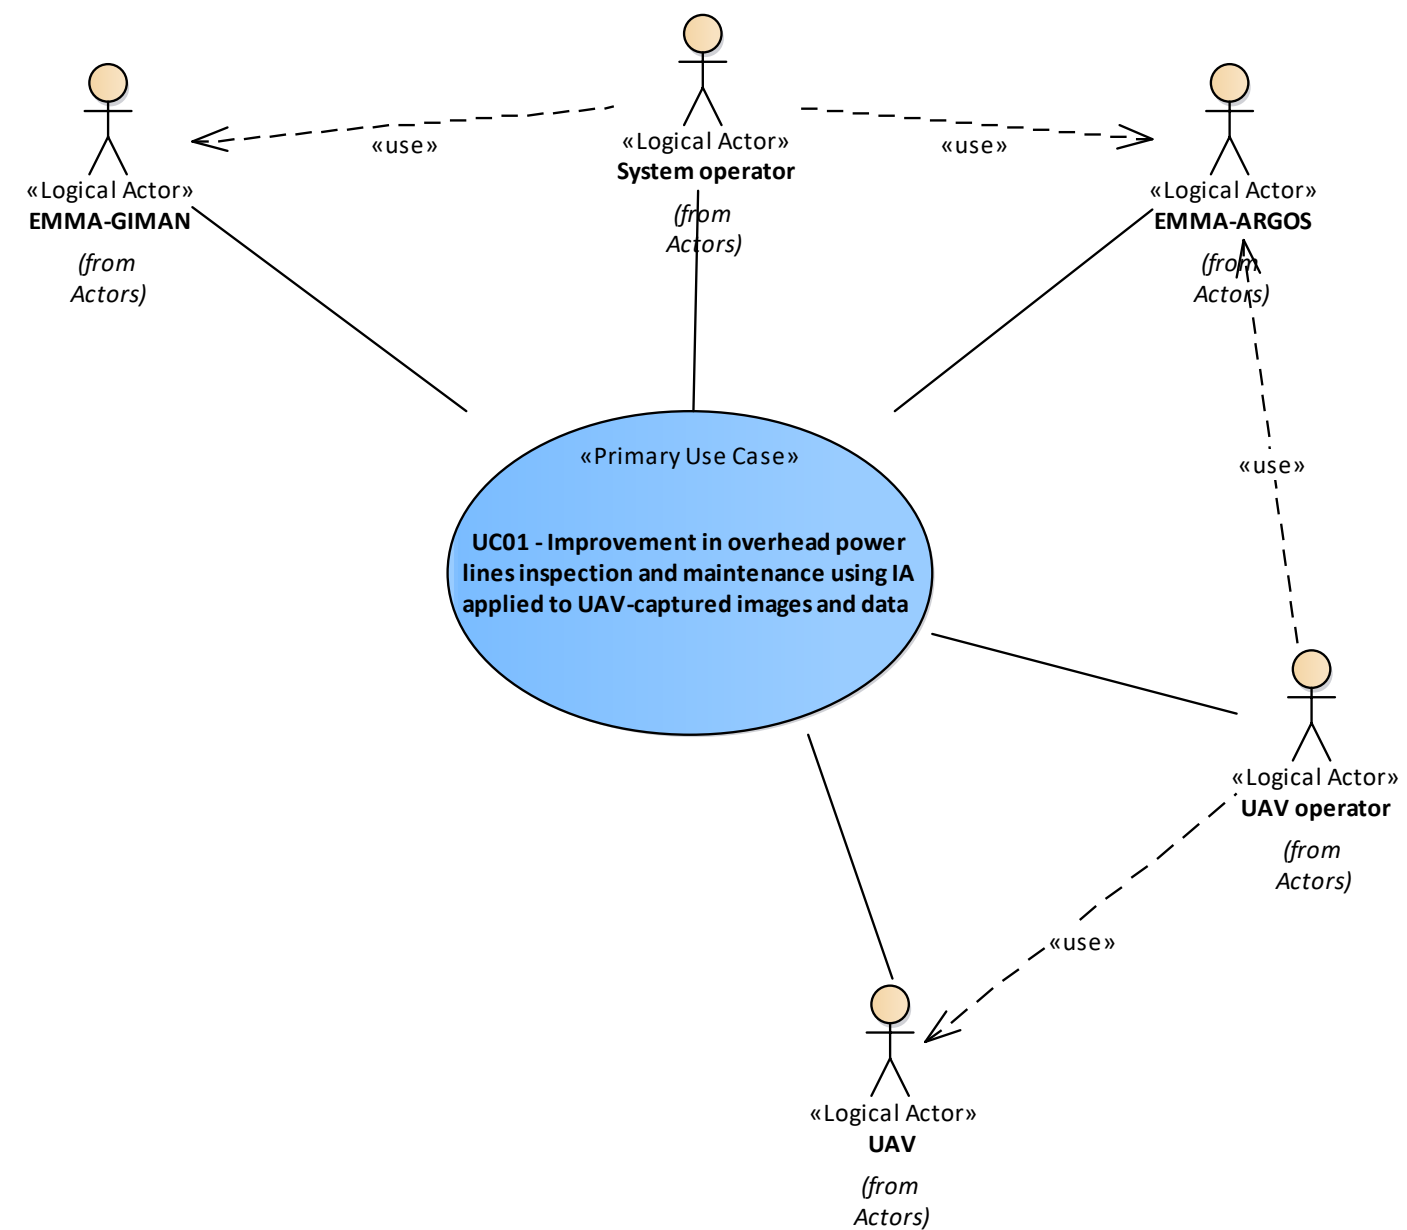 «Logical Actor»
System operator
(from
Actors)
«use»
«use»
«Logical Actor»
EMMA-GIMAN
(from
Actors)
«Logical Actor»
EMMA-ARGOS
(from
Actors)
«Primary Use Case»
UC01 - Improvement in overhead power
lines inspection and maintenance using IA
applied to UAV-captured images and data
«use»
«Logical Actor»
UAV operator
(from
Actors)
«use»
«Logical Actor»
UAV
(from
Actors)